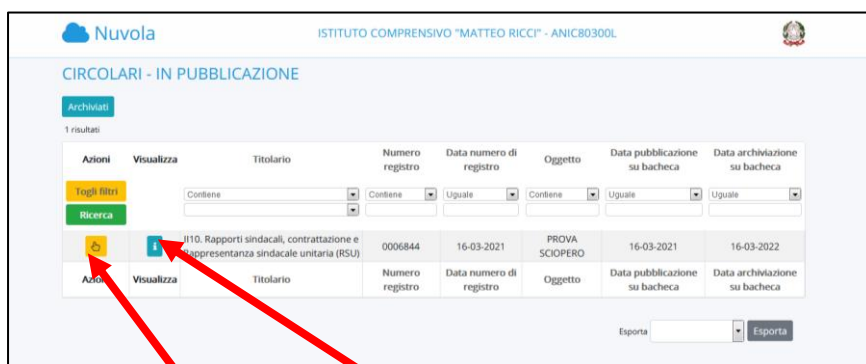 Nuvola
ISTITUTO COMPRENSIVO "MATTEO RICCI" - ANIC80300L
CIRCOLARI - IN PUBBLICAZIONE
Archiviati
1 risultati
Azioni Visualizza Titolario Numero registro Data numero di registro Oggetto Data pubblicazione su bacheca Data archiviazione su bacheca
Togli filtri Contiene Contiene Uguale Contiene Uguale Uguale
Ricerca
II10. Rapporti sindacali, contrattazione e Rappresentanza sindacale unitaria (RSU) 0006844 16-03-2021 PROVA SCIOPERO 16-03-2021 16-03-2022
Azioni Visualizza Titolario Numero registro Data numero di registro Oggetto Data pubblicazione su bacheca Data archiviazione su bacheca
Esporta Esporta